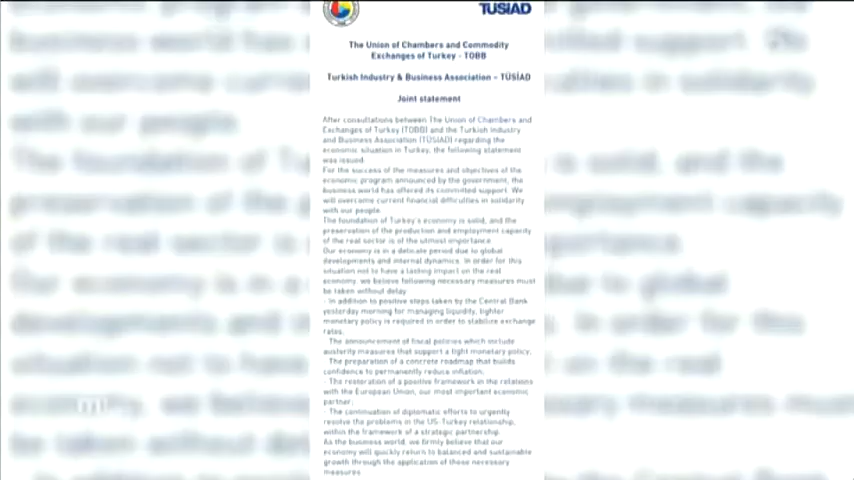 TÜSİAD
The Union of Chambers and Commodity
Exchanges of Turkey - TOBB
Turkish Industry & Business Association - TÜSİAD
Joint statement
After consultations between The Union of Chambers and
Exchanges of Turkey (TOBB) and the Turkish Industry
and Business Association (TÜSİAD) regarding the
economic situation in Turkey, the following statement
was issued.
For the success of the measures and objectives of the
economic program announced by the government, the
business world has offered its committed support. We
will overcome current financial difficulties in solidarity
with our people.
The foundation of Turkey's economy is solid, and the
preservation of the production and employment capacity
of the real sector is of the utmost importance.
Our economy is in a delicate period due to global
developments and internal dynamics. In order for this
situation not to have a lasting impact on the real
economy, we believe following necessary measures must
be taken without delay
- In addition to positive steps taken by the Central Bank
yesterday morning for managing liquidity, tighter
monetary policy is required in order to stabilize exchange
rates.
- The announcement of fiscal policies which include
austerity measures that support a tight monetary policy,
- The preparation of a concrete roadmap that builds
confidence to permanently reduce inflation.
- The restoration of a positive framework in the relations
with the European Union, our most important economic
partner;
- The continuation of diplomatic efforts to urgently
resolve the problems in the US-Turkey relationship,
within the framework of a strategic partnership.
As the business world, we firmly believe that our
economy will quickly return to balanced and sustainable
growth through the application of these necessary
measures.